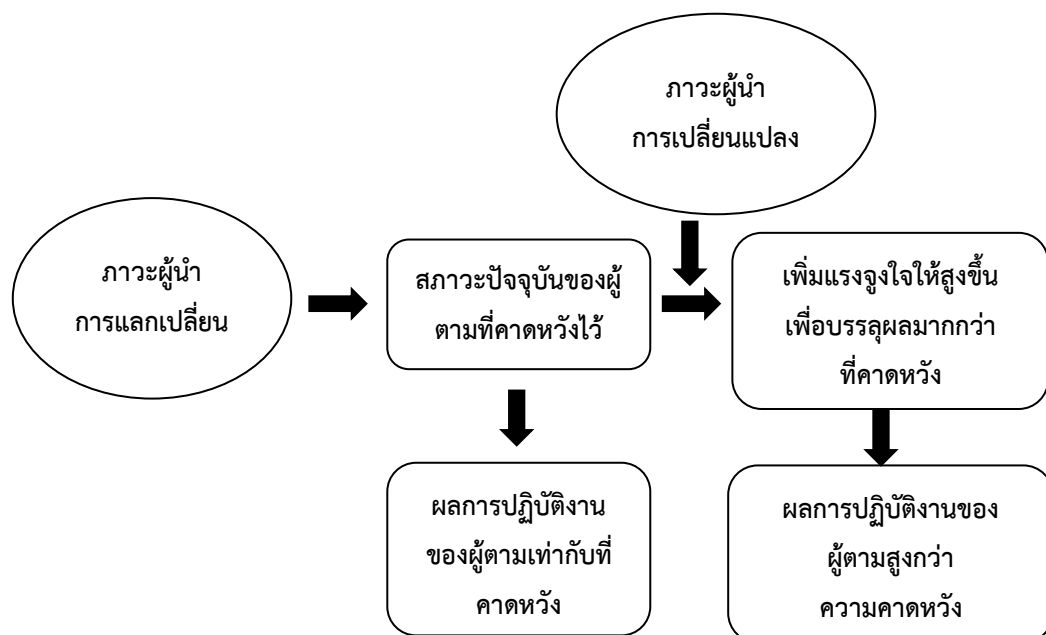 ภาวะผู้นำ
การเปลี่ยนแปลง
ภาวะผู้นำ
การแลกเปลี่ยน
สภาวะปัจจุบันของผู้
ตามที่คาดหวังไว้
เพิ่มแรงจูงใจให้สูงขึ้น
เพื่อบรรลุผลมากกว่า
ที่คาดหวัง
ผลการปฏิบัติงาน
ของผู้ตามเท่ากับที่
คาดหวัง
ผลการปฏิบัติงานของ
ผู้ตามสูงกว่า
ความคาดหวัง